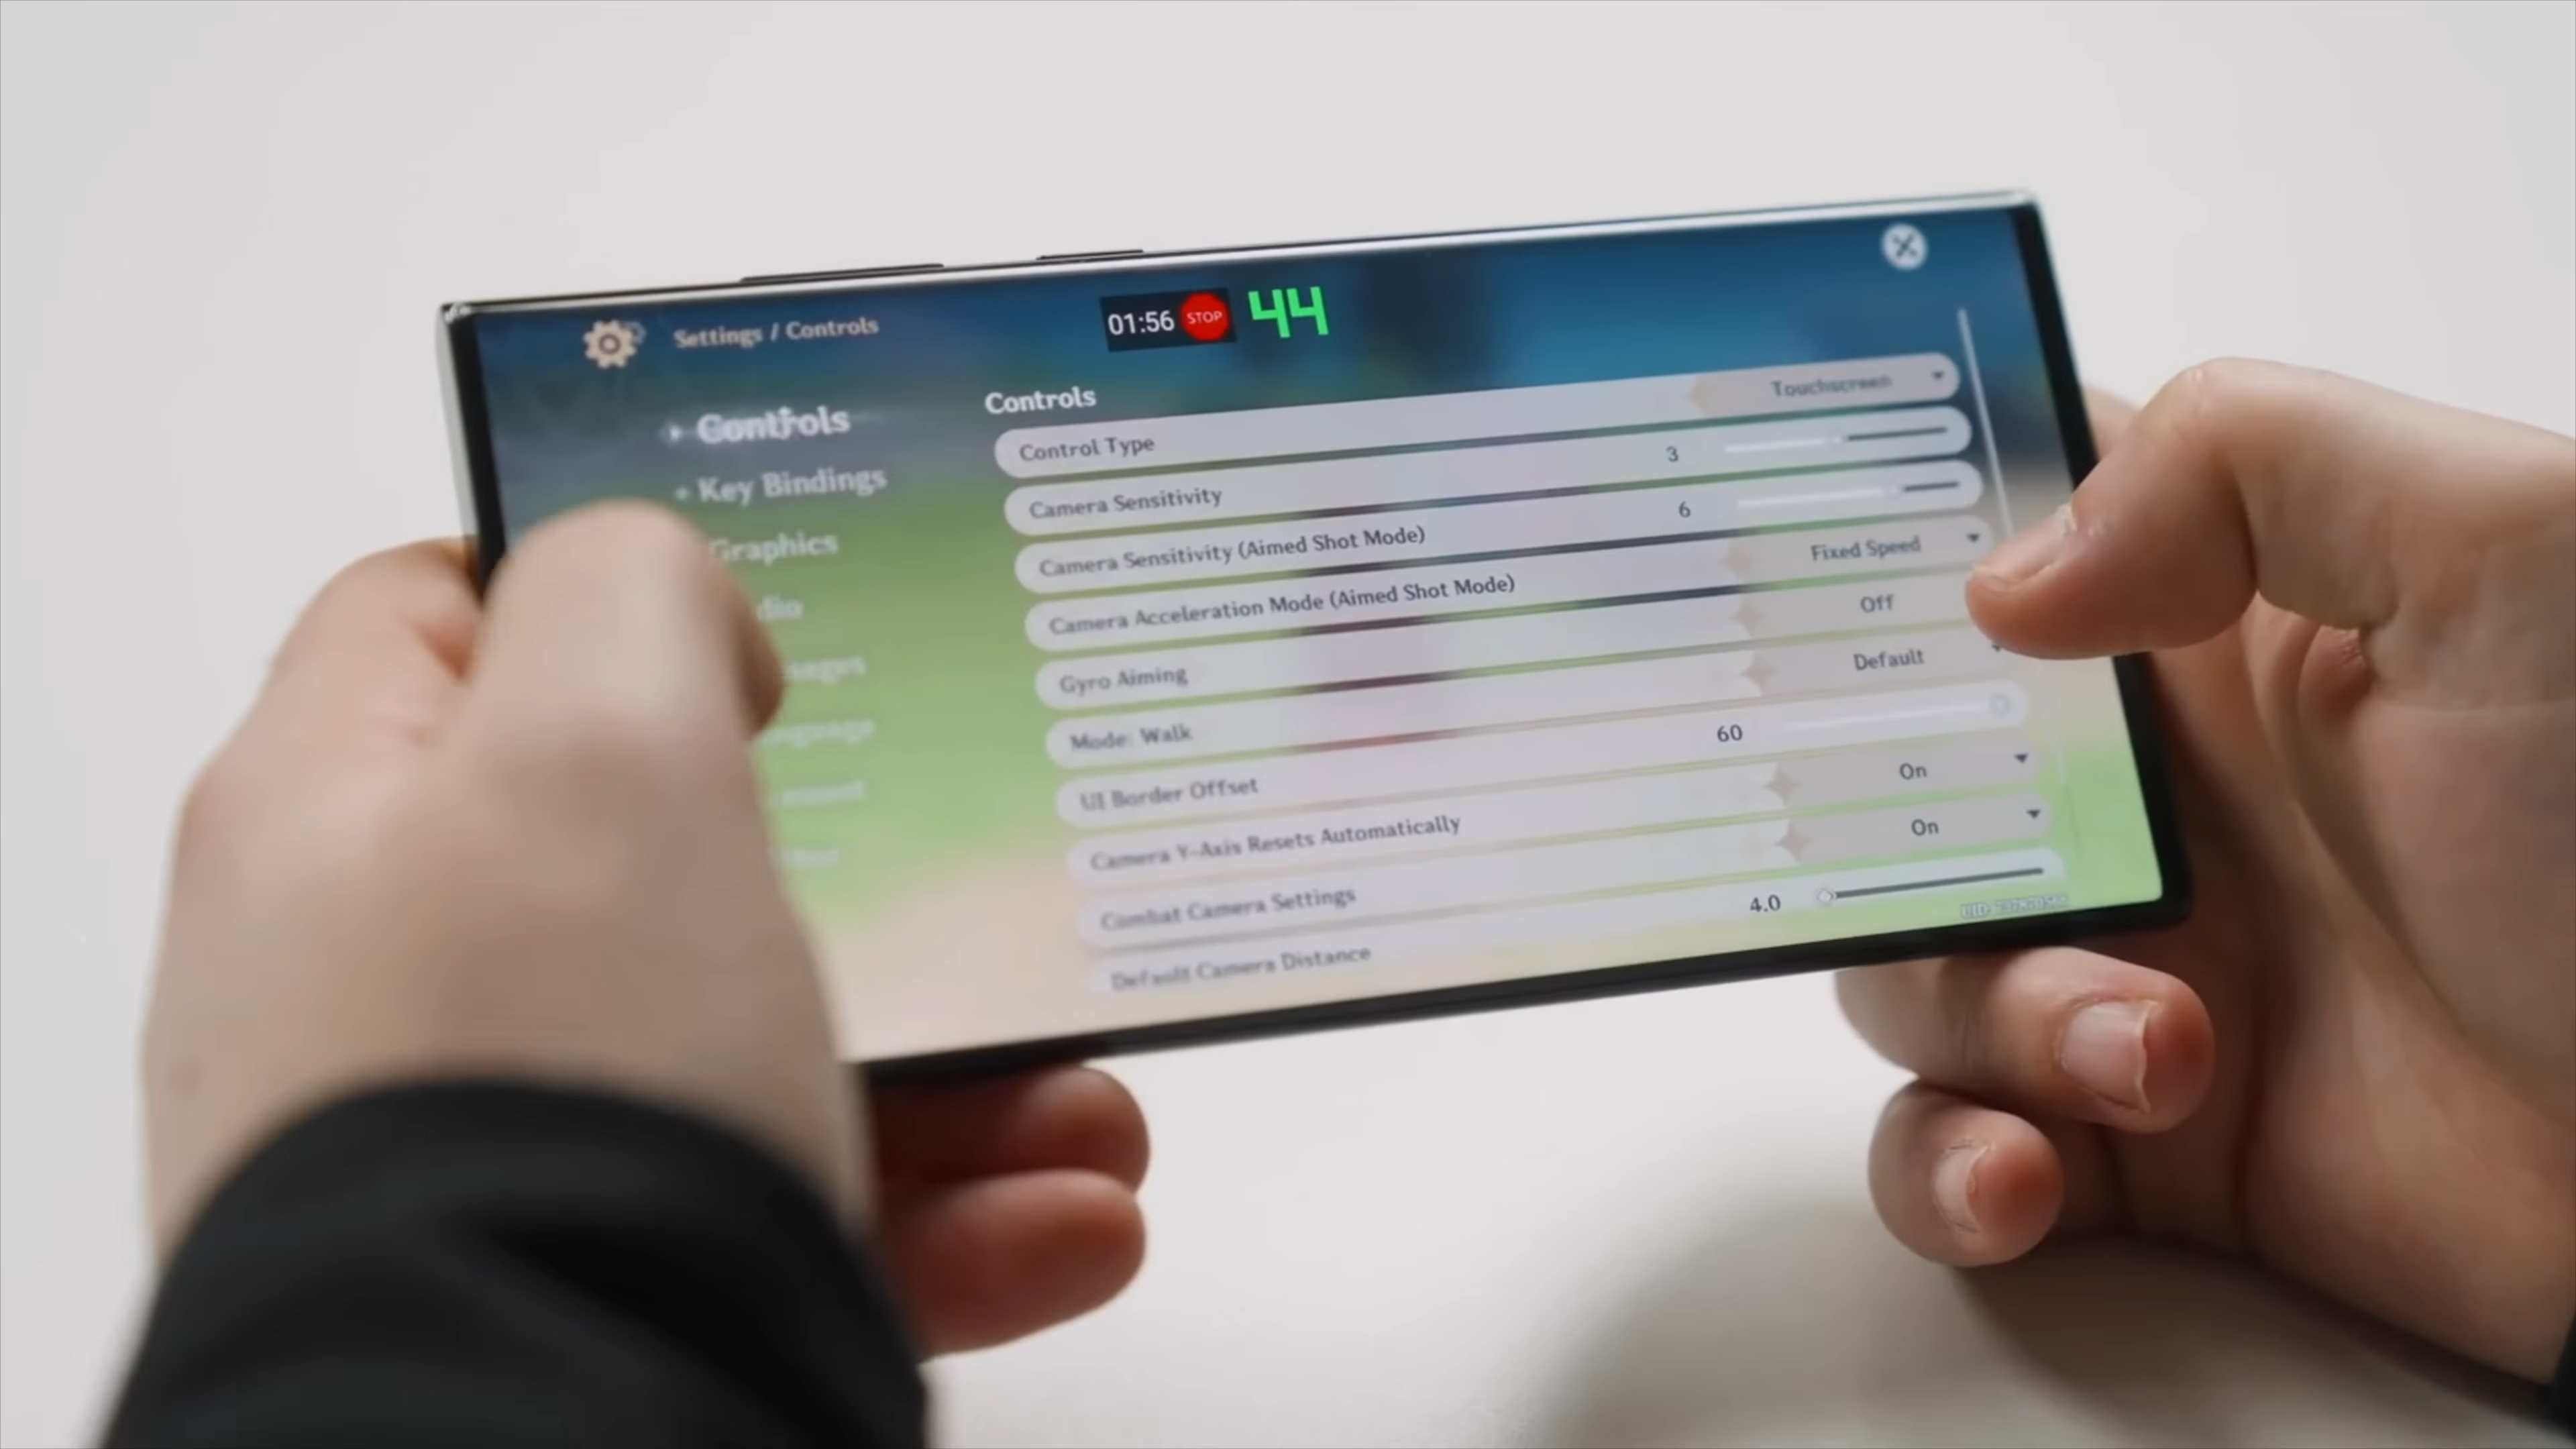 Settings / Controls
01:56 STOP 44
Controls
Key Bindings
Graphics
Controls
Control Type
Touchscreen
Camera Sensitivity
3
Camera Sensitivity (Aimed Shot Mode)
6
Camera Acceleration Mode (Aimed Shot Mode)
Fixed Speed
Gyro Aiming
Off
Mode: Walk
Default
UI Border Offset
60
Camera Y-Axis Resets Automatically
On
Combat Camera Settings
On
Default Camera Distance
4.0